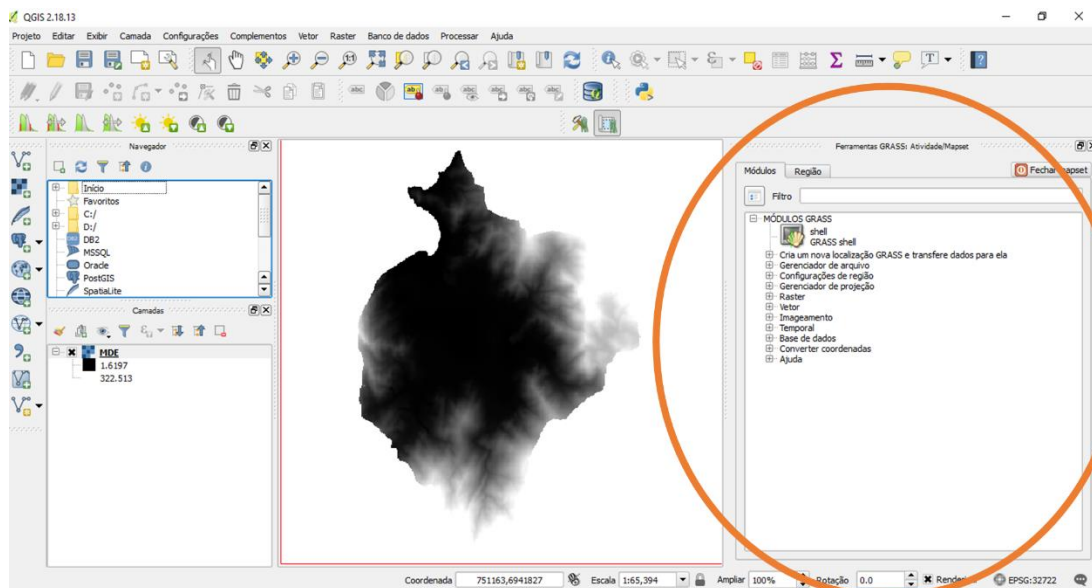 QGIS 2.18.13
Projeto Editar Exibir Camada Configurações Complementos Vetor Raster Banco de dados Processar Ajuda
Navegador
Início
Favoritos
C:/
D:/
DB2
MSSQL
Oracle
PostGIS
SpatiaLite
Camadas
MDE
1.6197
322.513
Ferramentas GRASS: Atividade/Mapset
Módulos Região Fechar mapset
Filtro
MÓDULOS GRASS
shell
GRASS shell
Cria um nova localização GRASS e transfere dados para ela
Gerenciador de arquivo
Configurações de região
Gerenciador de projeção
Raster
Vetor
Imageamento
Temporal
Base de dados
Converter coordenadas
Ajuda
Coordenada 751163,6941827 Escala 1:65,394 Ampliar 100% Rotação 0.0 EPSG:32722